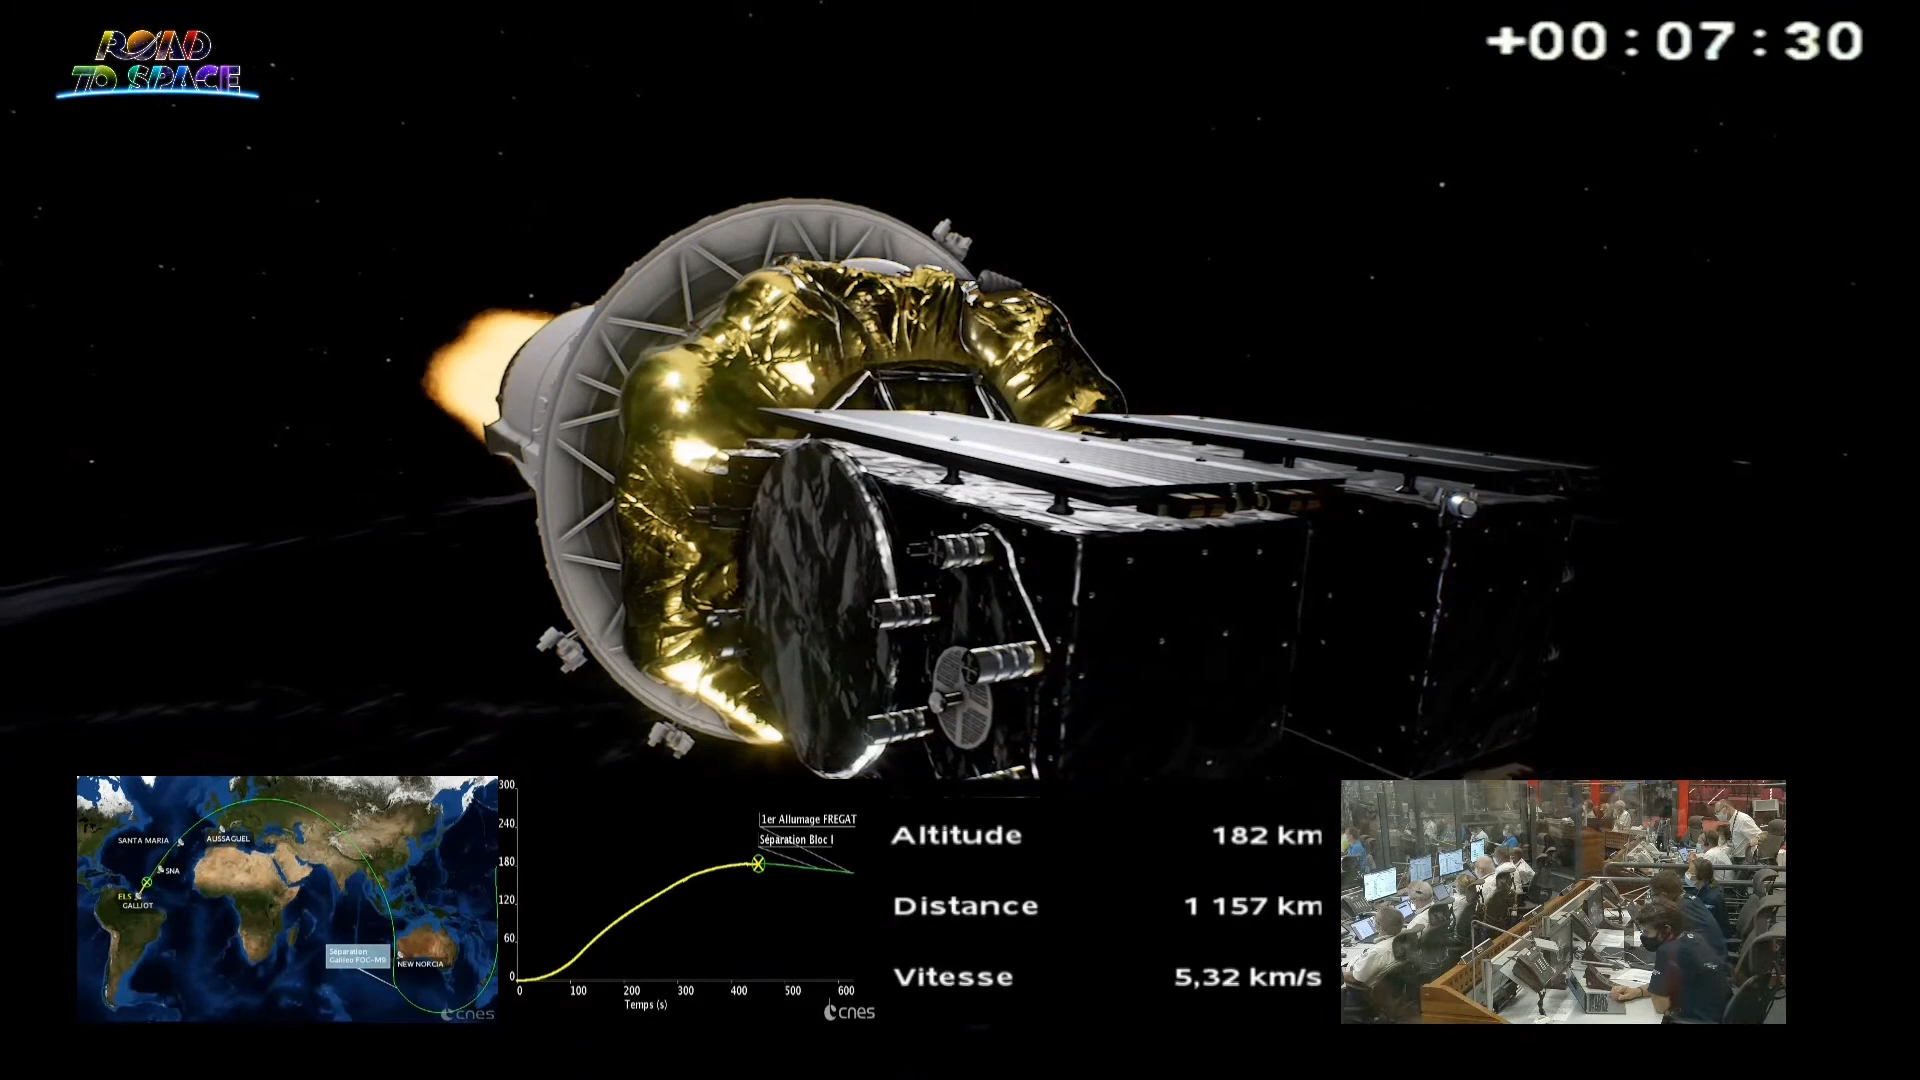 ROAD
TO SPACE
+00:07:30
SANTA MARIA
AUSSAGUEL
SNA
ELS
GALLIOT
Séparation
Galileo FOC-M9
NEW NORCIA
cnes
300
240
180
120
60
0
0 100 200 300 400 500 600
Temps (s)
1er Allumage FREGAT
Séparation Bloc I
cnes
Altitude 182 km
Distance 1 157 km
Vitesse 5,32 km/s